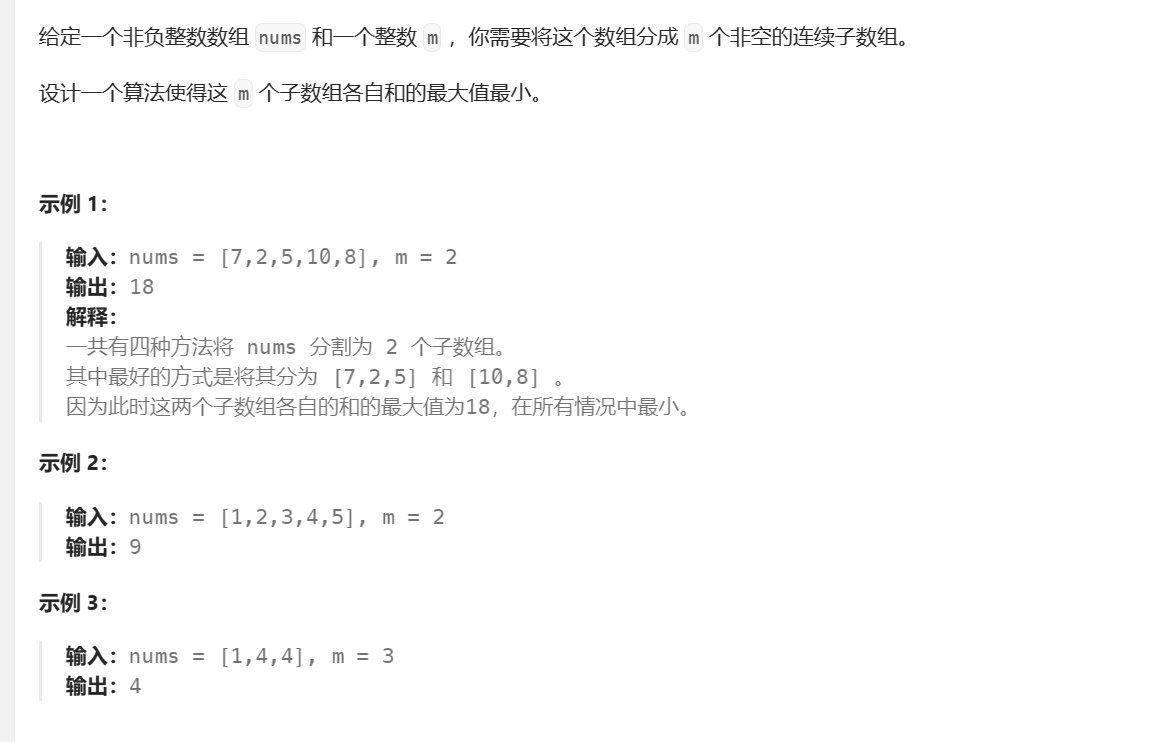 给定一个非负整数数组 nums 和一个整数 m ，你需要将这个数组分成 m 个非空的连续子数组。
设计一个算法使得这 m 个子数组各自和的最大值最小。
示例 1：
输入：nums = [7,2,5,10,8], m = 2
输出：18
解释：
一共有四种方法将 nums 分割为 2 个子数组。
其中最好的方式是将其分为 [7,2,5] 和 [10,8] 。
因为此时这两个子数组各自的和的最大值为18，在所有情况中最小。
示例 2：
输入：nums = [1,2,3,4,5], m = 2
输出：9
示例 3：
输入：nums = [1,4,4], m = 3
输出：4